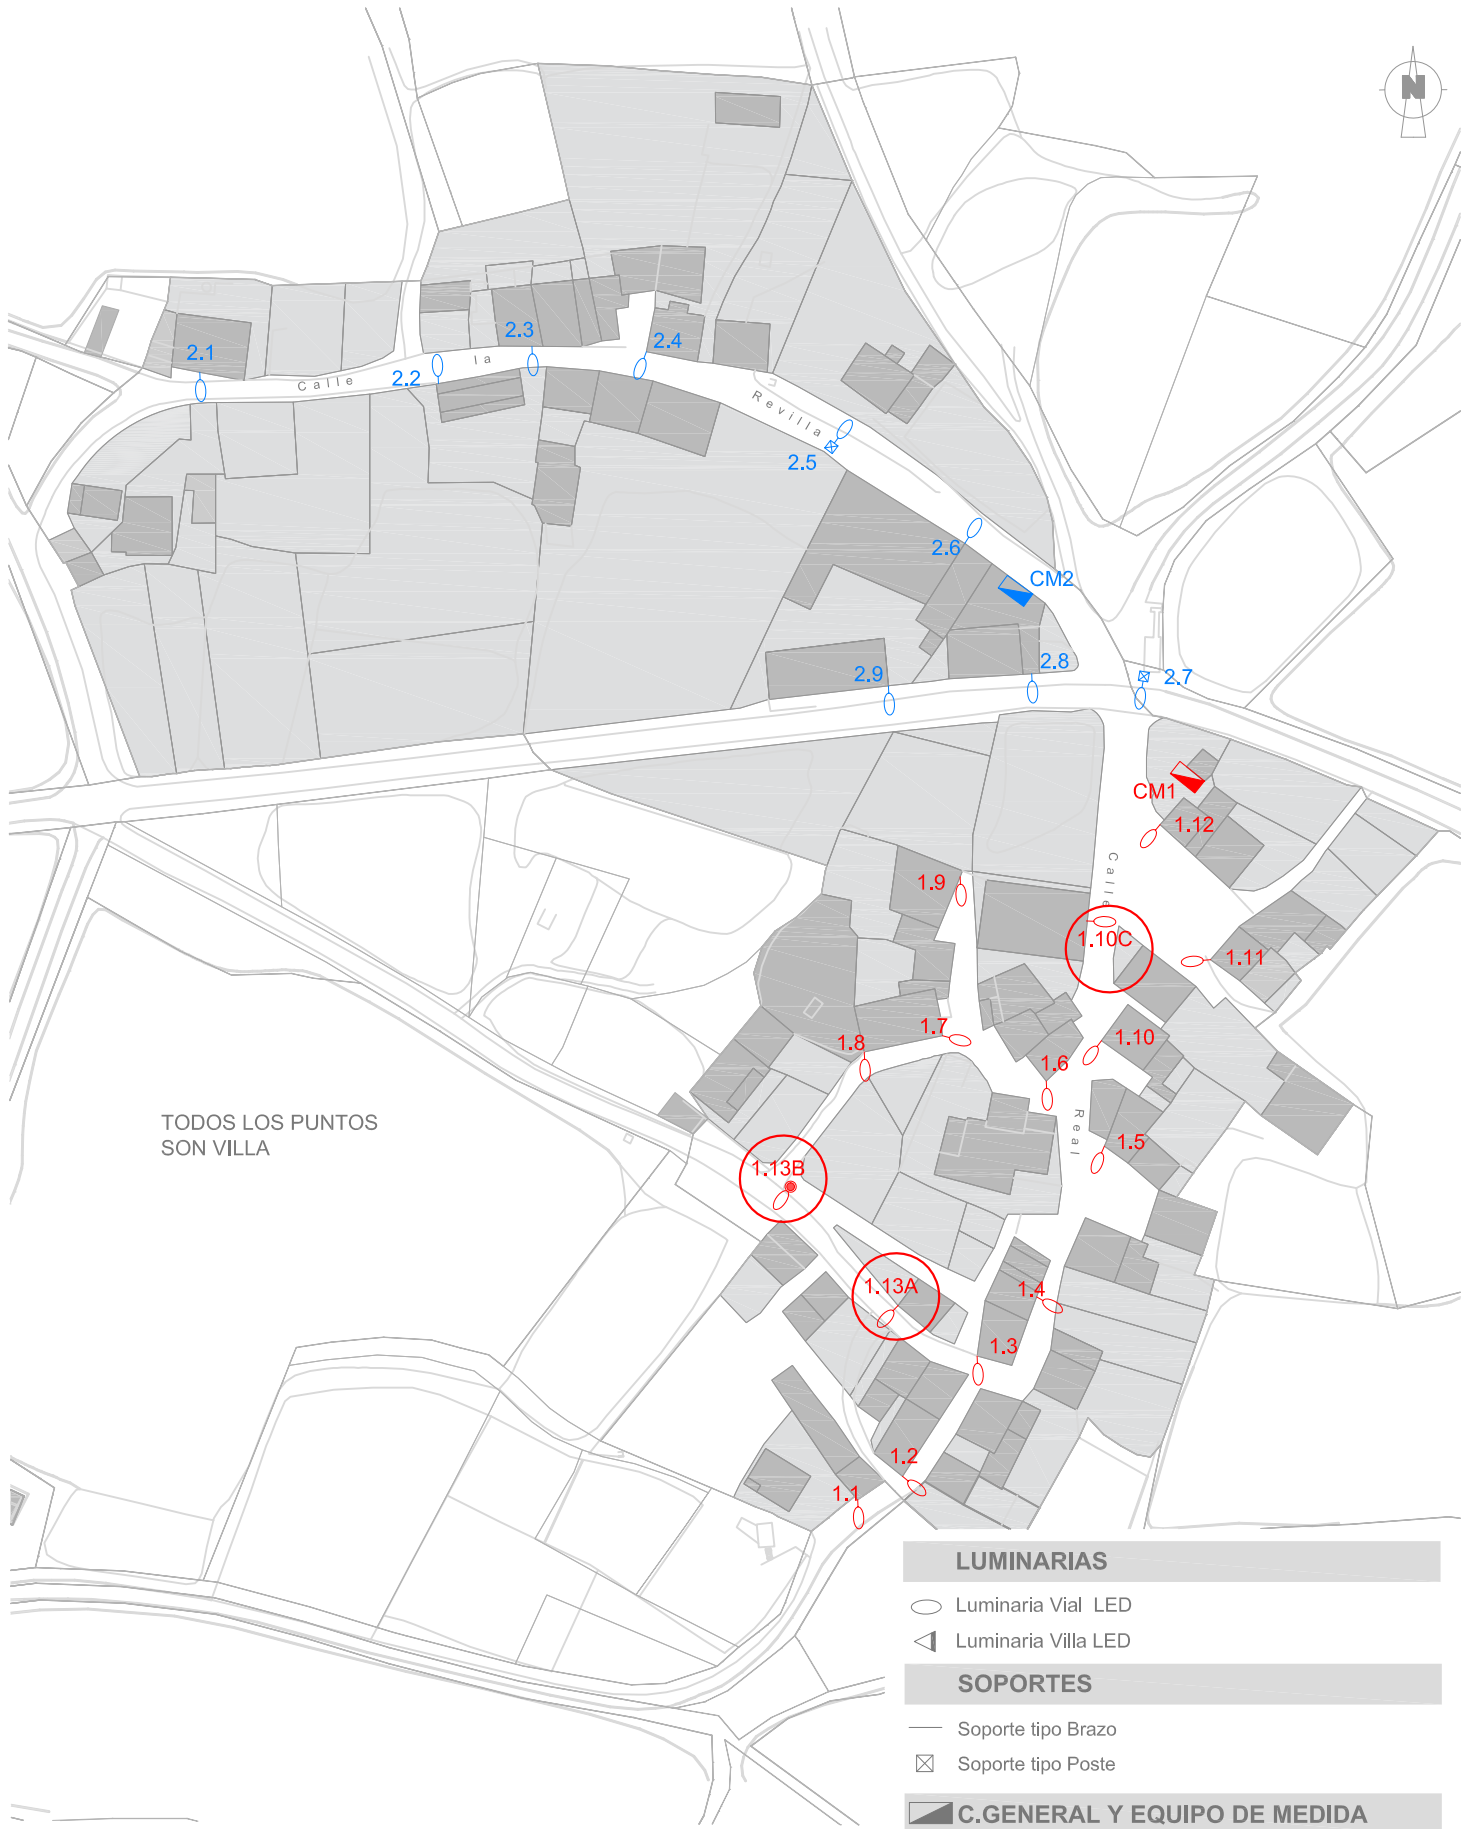 N
2.1
2.2
2.3
2.4
Calle la Revilla
2.5
2.6
CM2
2.7
2.8
2.9
CM1
1.12
Calle Real
1.9
1.10C
1.11
1.7
1.8
1.10
1.6
1.5
TODOS LOS PUNTOS
SON VILLA
1.13B
1.13A
1.4
1.3
1.2
1.1
LUMINARIAS
Luminaria Vial LED
Luminaria Villa LED
SOPORTES
Soporte tipo Brazo
Soporte tipo Poste
C.GENERAL Y EQUIPO DE MEDIDA